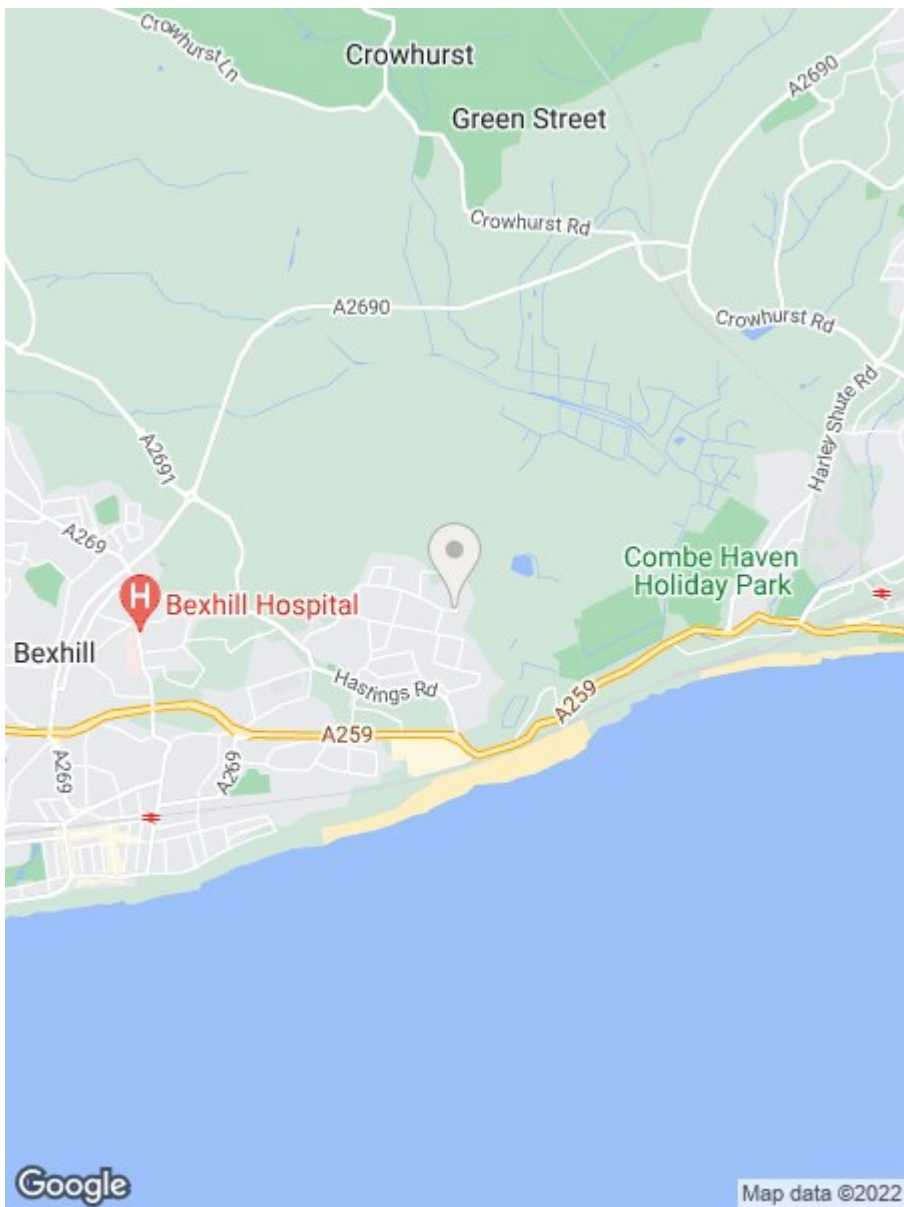 Crowhurst Ln
Crowhurst
A2690
Green Street
Crowhurst Rd
A2690
Crowhurst Rd
Harley Shute Rd
A2691
A269
Combe Haven
Holiday Park
H
Bexhill Hospital
Bexhill
Hastings Rd
A259
A259
A269
A269
Google
Map data ©2022